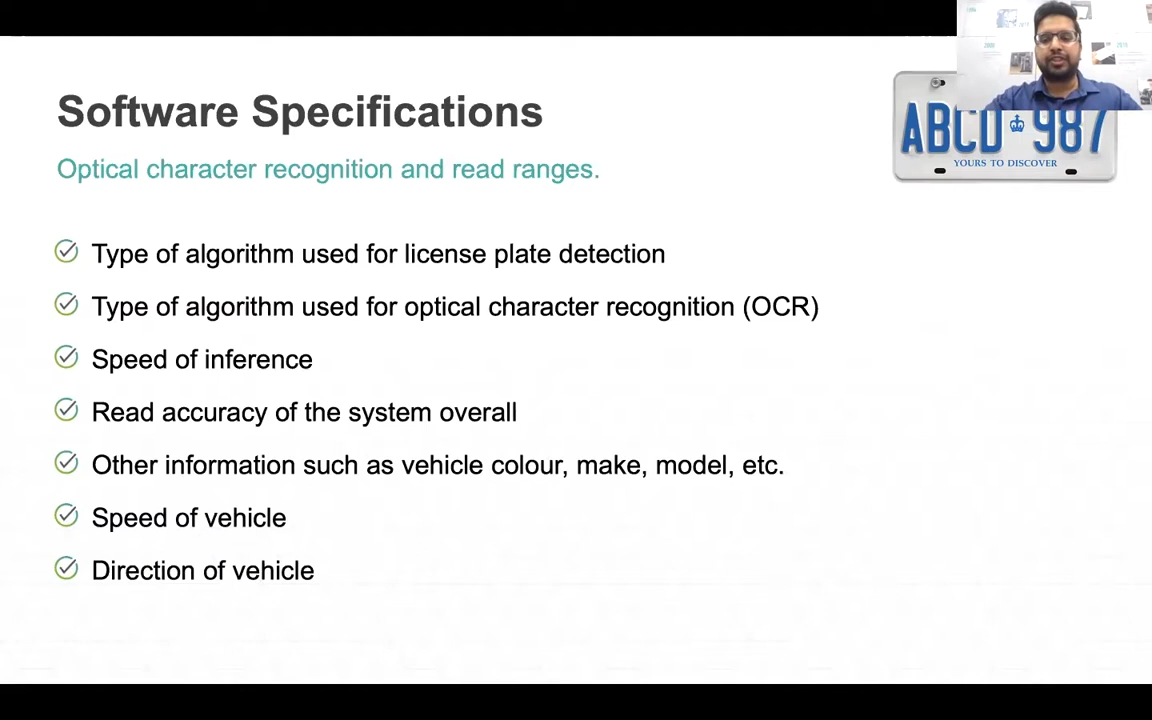 Software Specifications
Optical character recognition and read ranges.
ABCD 987
YOURS TO DISCOVER
Type of algorithm used for license plate detection
Type of algorithm used for optical character recognition (OCR)
Speed of inference
Read accuracy of the system overall
Other information such as vehicle colour, make, model, etc.
Speed of vehicle
Direction of vehicle